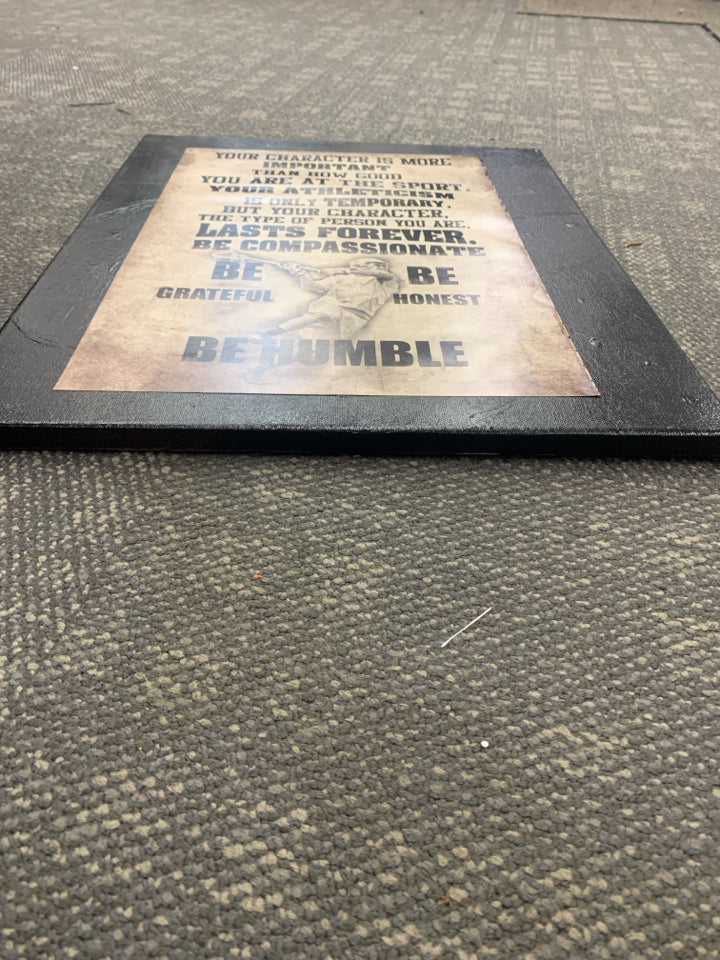 YOUR CHARACTER IS MORE
IMPORTANT
THAN HOW GOOD
YOU ARE AT THE SPORT.
YOUR ATHLETICISM
IS ONLY TEMPORARY,
BUT YOUR CHARACTER,
THE TYPE OF PERSON YOU ARE,
LASTS FOREVER.
BE COMPASSIONATE
BE BE
GRATEFUL HONEST
BE HUMBLE